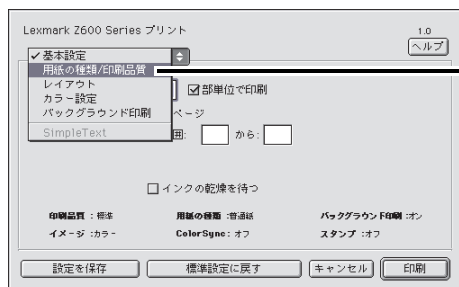 Lexmark Z600 Series プリント
1.0
ヘルプ
✓基本設定
用紙の種類/印刷品質
レイアウト
カラー設定
バックグラウンド印刷
SimpleText
部単位で印刷
ページ
囲:
から:
インクの乾燥を待つ
印刷品質 : 標準 用紙の種類 :普通紙 バックグラウンド印刷 :オン
イメージ :カラー ColorSync : オフ スタンプ :オフ
設定を保存 標準設定に戻す キャンセル 印刷